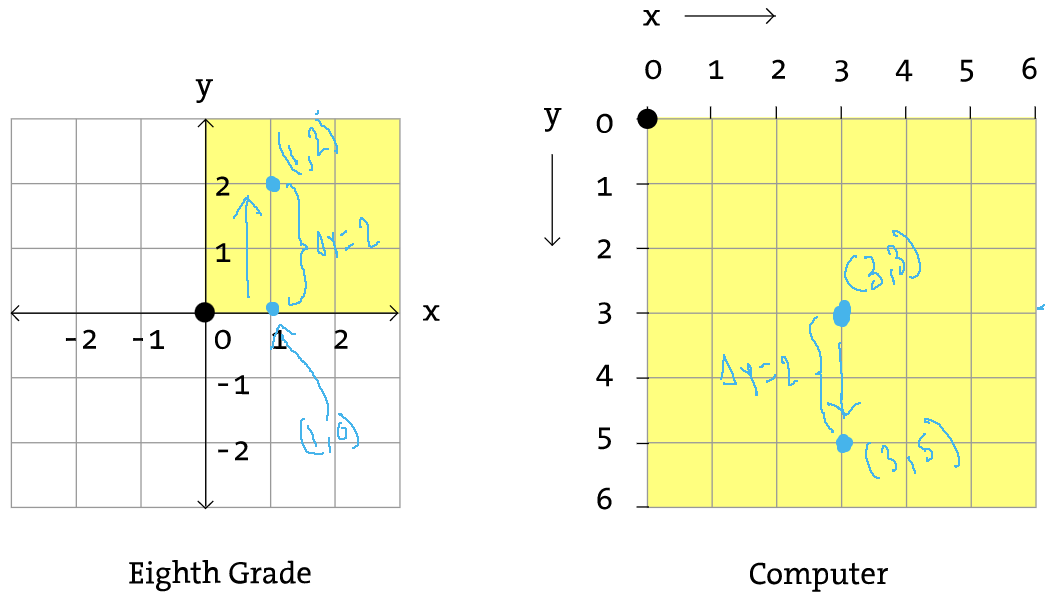 y
(1,2)
2
1
Δy=2
x
-2 -1 0 1 2
-1
-2
(1,0)
Eighth Grade
x
0 1 2 3 4 5 6
y
0
1
2
3
4
5
6
(3,3)
Δy=2
(3,5)
Computer